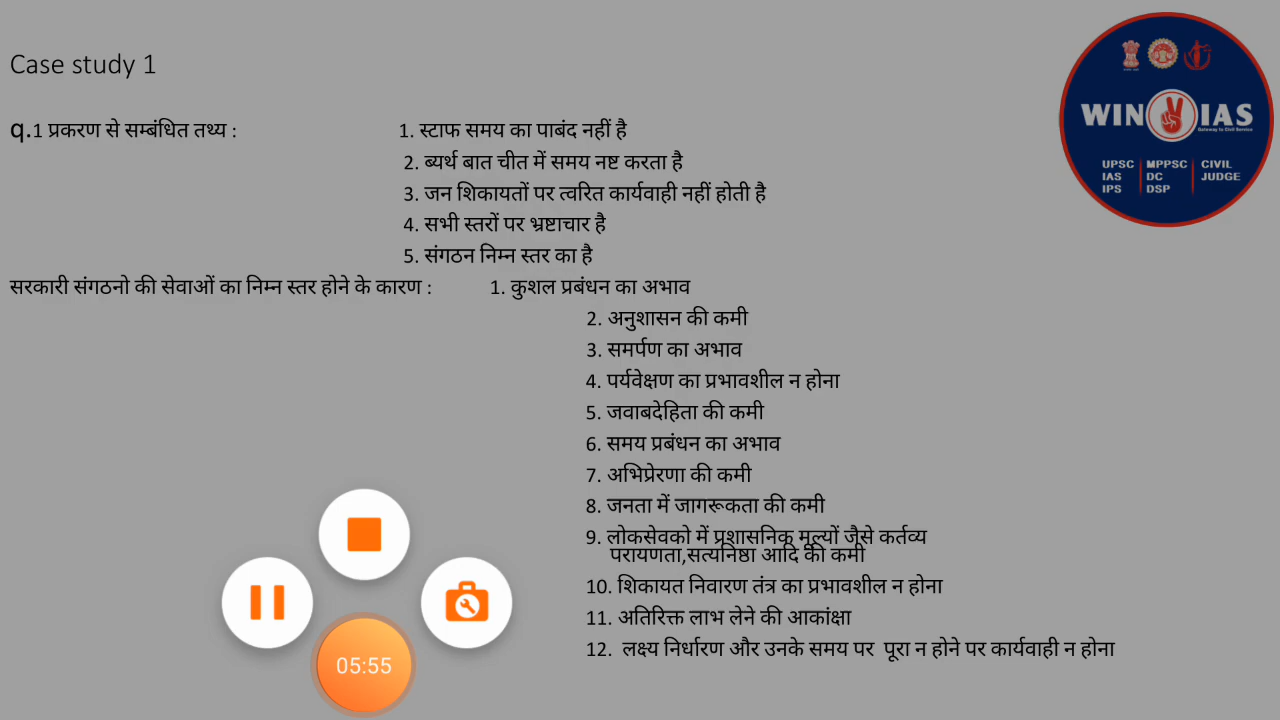 Case study 1
q.1 प्रकरण से सम्बंधित तथ्य : 1. स्टाफ समय का पाबंद नहीं है
2. ब्यर्थ बात चीत में समय नष्ट करता है
3. जन शिकायतों पर त्वरित कार्यवाही नहीं होती है
4. सभी स्तरों पर भ्रष्टाचार है
5. संगठन निम्न स्तर का है
सरकारी संगठनो की सेवाओं का निम्न स्तर होने के कारण : 1. कुशल प्रबंधन का अभाव
2. अनुशासन की कमी
3. समर्पण का अभाव
4. पर्यवेक्षण का प्रभावशील न होना
5. जवाबदेहिता की कमी
6. समय प्रबंधन का अभाव
7. अभिप्रेरणा की कमी
8. जनता में जागरूकता की कमी
9. लोकसेवको में प्रशासनिक मूल्यों जैसे कर्तव्य
परायणता,सत्यनिष्ठा आदि की कमी
10. शिकायत निवारण तंत्र का प्रभावशील न होना
11. अतिरिक्त लाभ लेने की आकांक्षा
12. लक्ष्य निर्धारण और उनके समय पर पूरा न होने पर कार्यवाही न होना
05:55
WIN IAS
Gateway to Civil Service
UPSC MPPSC CIVIL
IAS DC JUDGE
IPS DSP